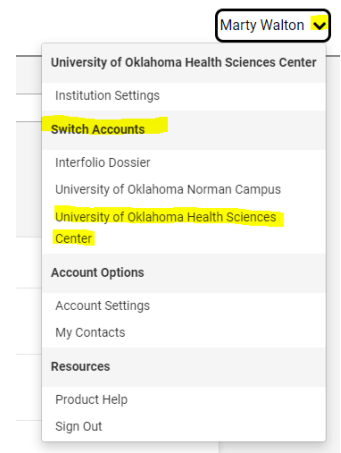 Marty Walton
University of Oklahoma Health Sciences Center
Institution Settings
Switch Accounts
Interfolio Dossier
University of Oklahoma Norman Campus
University of Oklahoma Health Sciences
Center
Account Options
Account Settings
My Contacts
Resources
Product Help
Sign Out